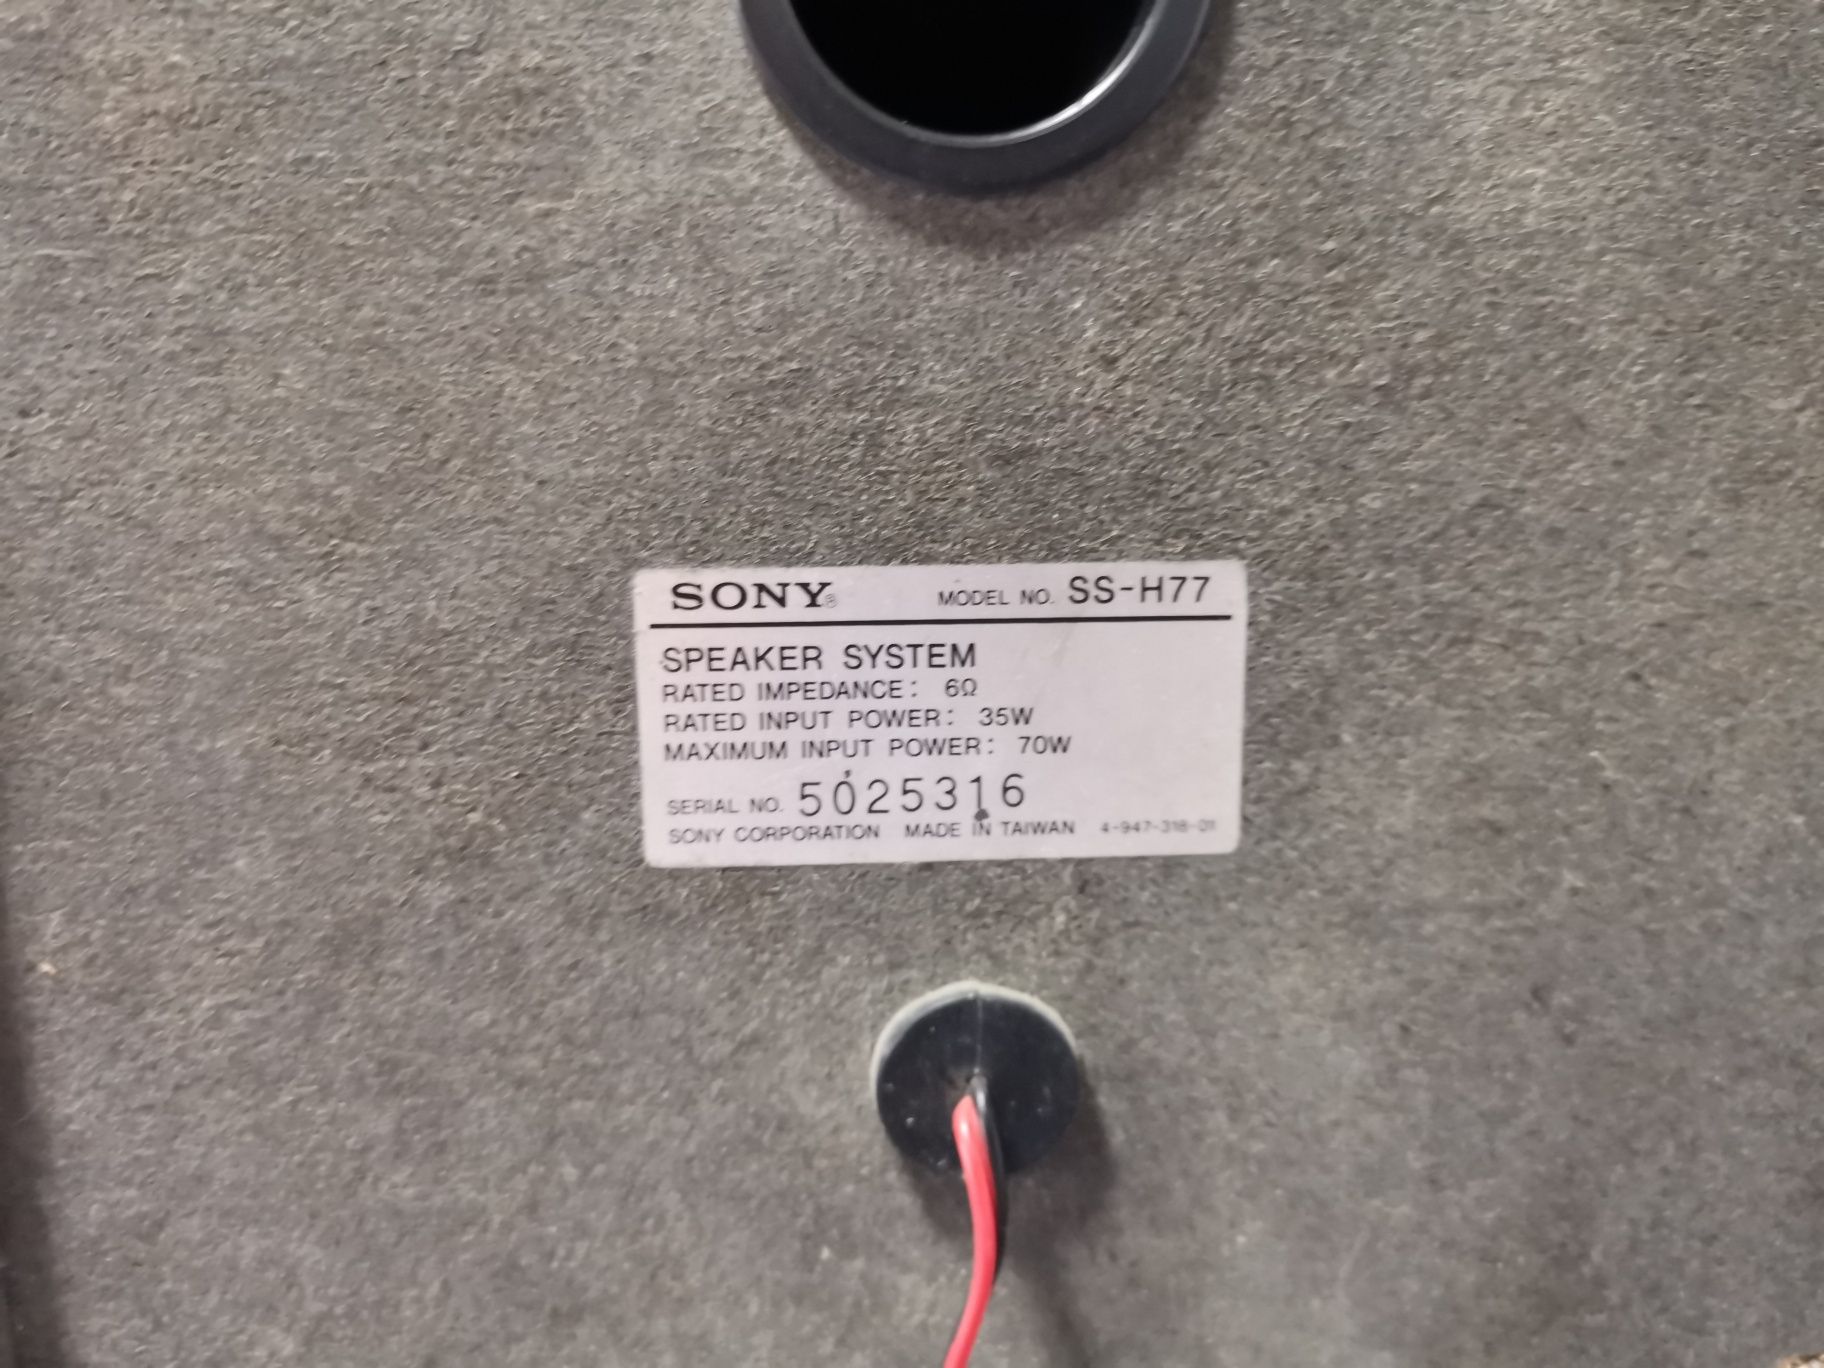 SONY® MODEL NO. SS-H77
SPEAKER SYSTEM
RATED IMPEDANCE: 6Ω
RATED INPUT POWER: 35W
MAXIMUM INPUT POWER: 70W
SERIAL NO. 5025316
SONY CORPORATION MADE IN TAIWAN 4-947-318-01